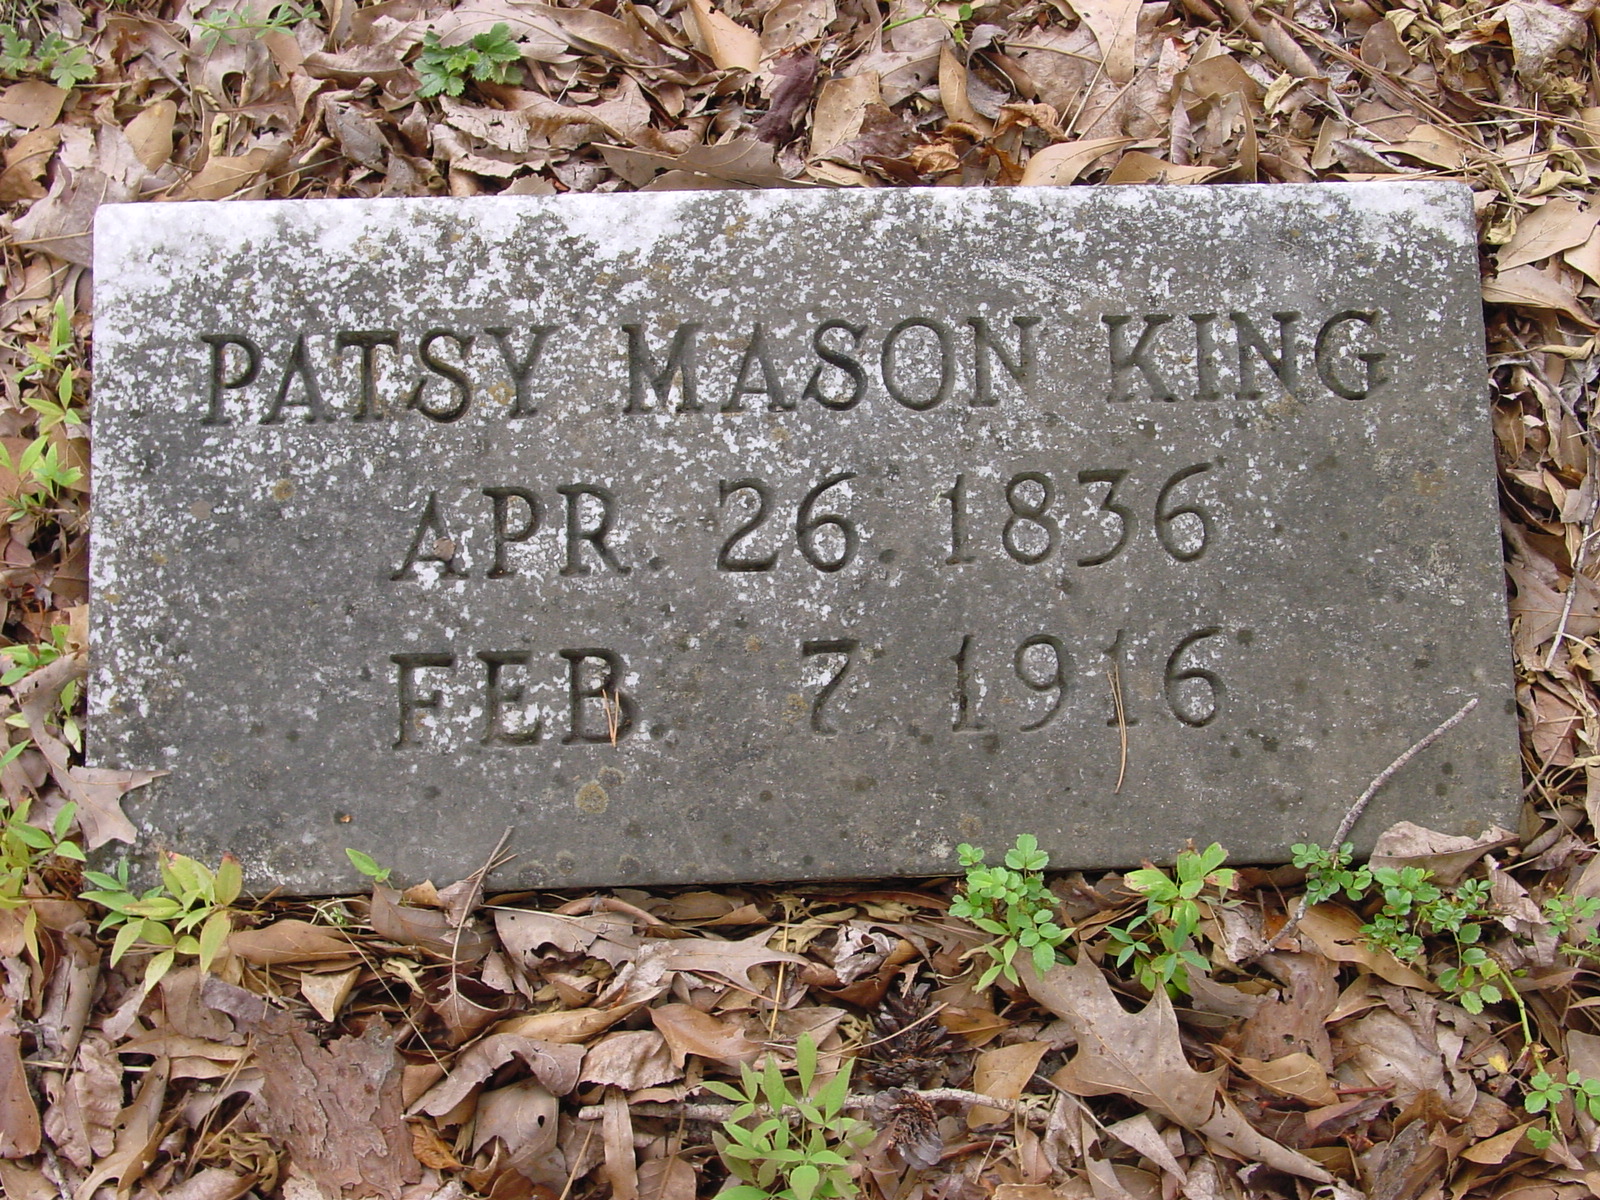 PATSY MASON KING
APR. 26. 1836
FEB. 7. 1916